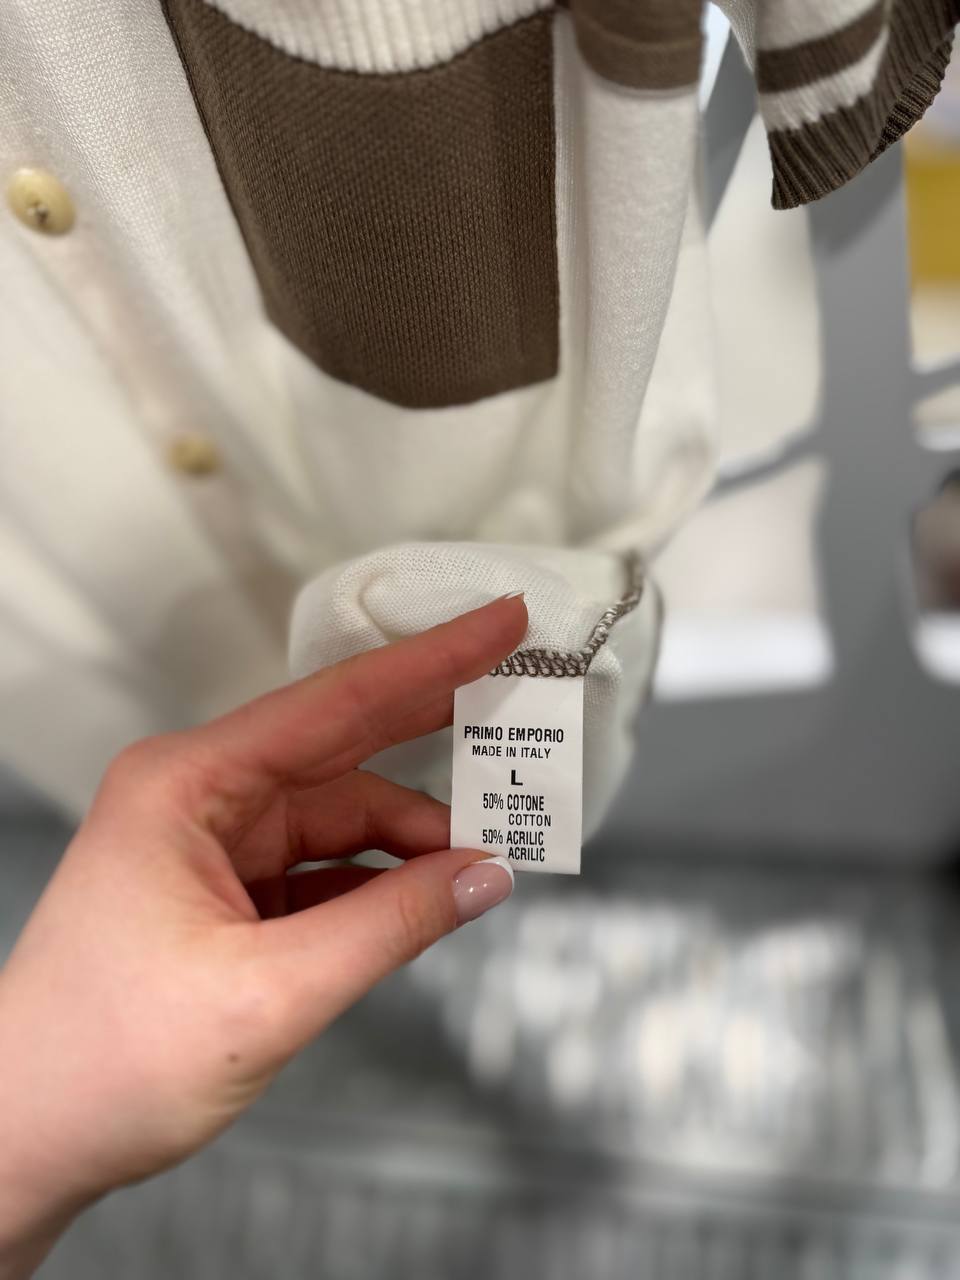 PRIMO EMPORIO
MADE IN ITALY
L
50% COTONE
COTTON
50% ACRILIC
ACRILIC